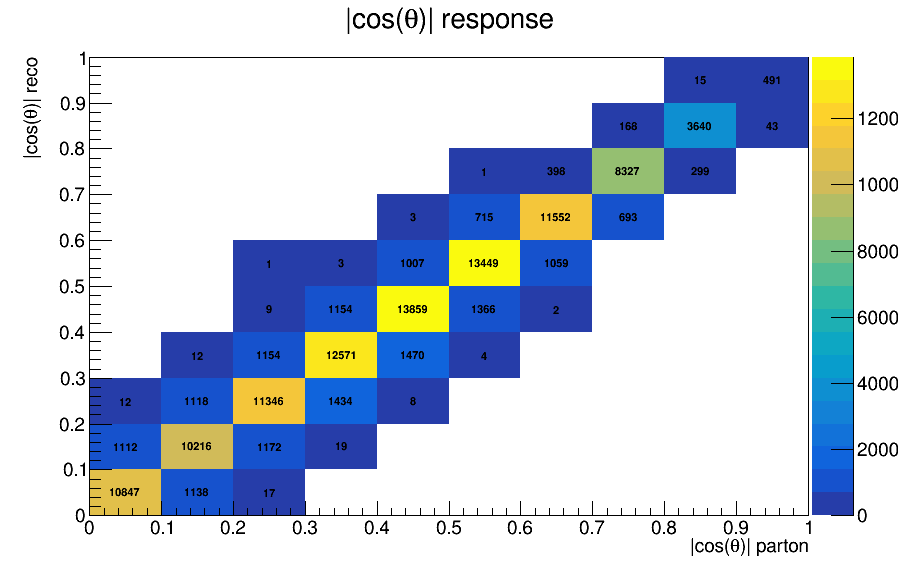 |cos(θ)| response
|cos(θ)| reco
1
0.9
0.8
0.7
0.6
0.5
0.4
0.3
0.2
0.1
0
15 491
168 3640 43
1 398 8327 299
3 715 11552 693
1 3 1007 13449 1059
9 1154 13859 1366 2
12 1154 12571 1470 4
12 1118 11346 1434 8
1112 10216 1172 19
10847 1138 17
0 0.1 0.2 0.3 0.4 0.5 0.6 0.7 0.8 0.9 1
|cos(θ)| parton
1200
1000
8000
6000
4000
2000
0